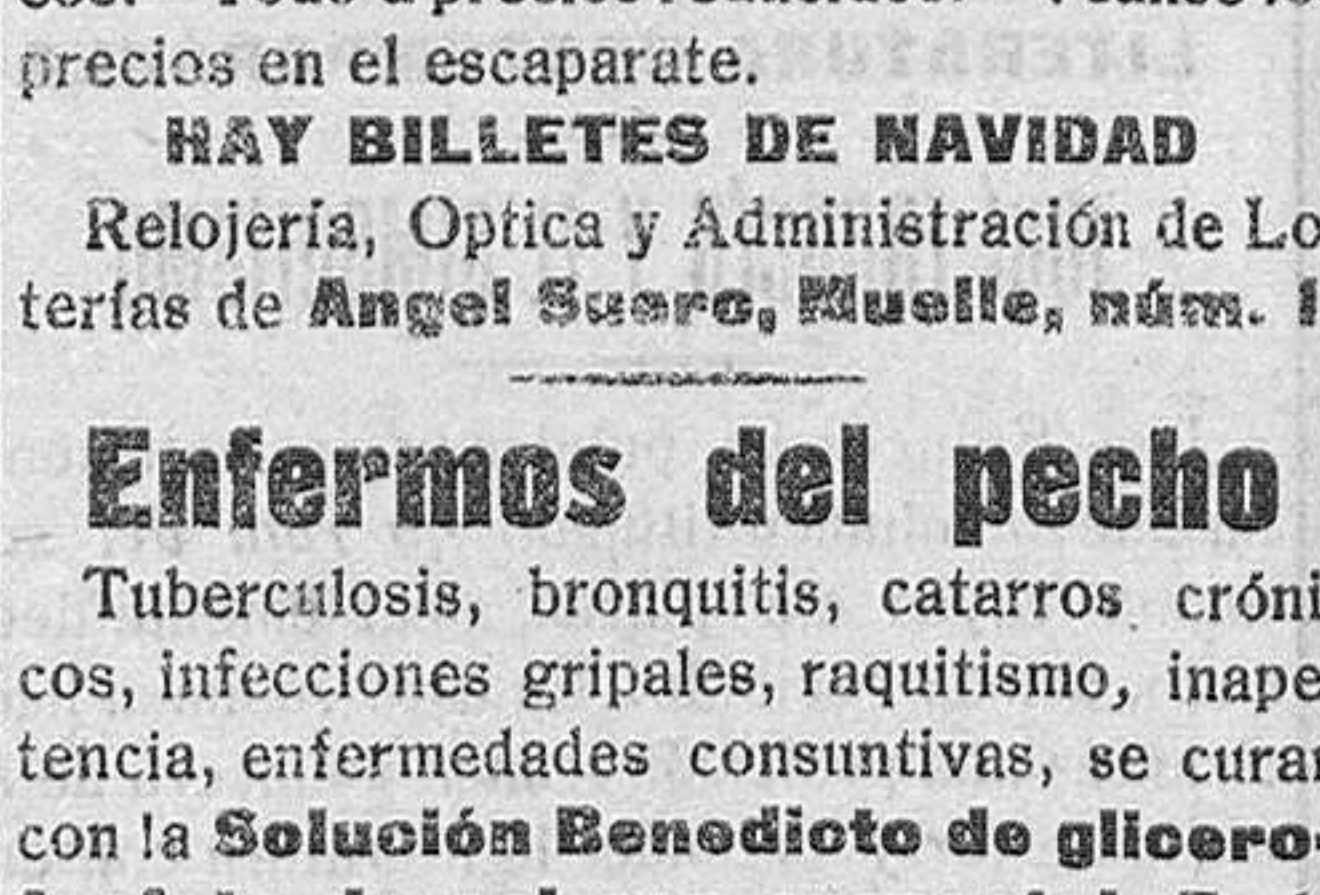 precios en el escaparate.
HAY BILLETES DE NAVIDAD
Relojería, Optica y Administración de Lo
terías de Angel Suero, Muelle, núm. 1
Enfermos del pecho
Tuberculosis, bronquitis, catarros cróni
cos, infecciones gripales, raquitismo, inape
tencia, enfermedades consuntivas, se curan
con la Solución Benedicto de glicero-